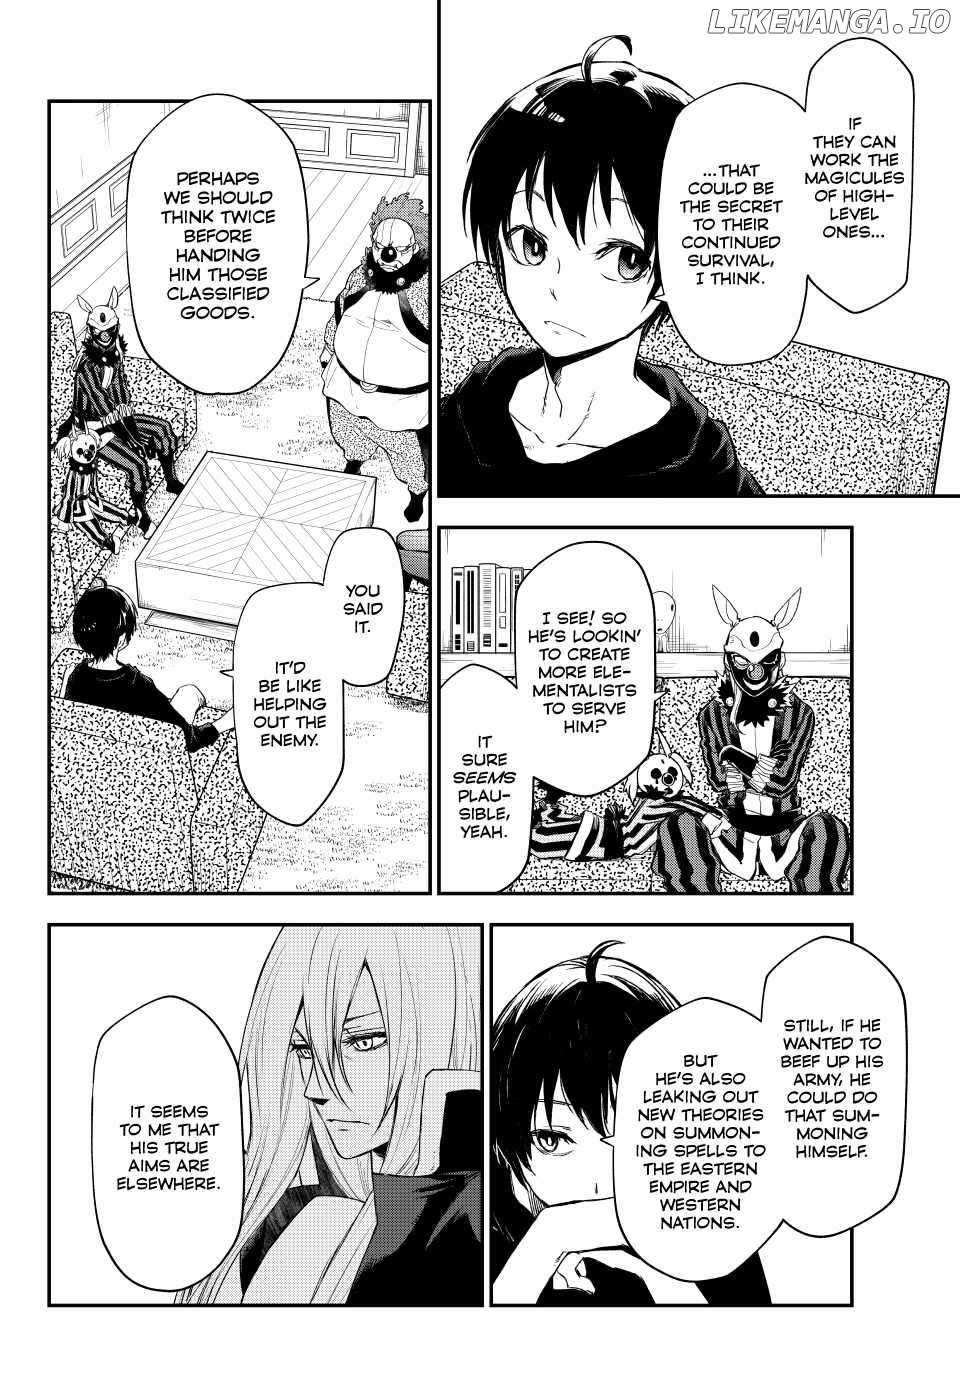 LIKEMANGA.IO
IF
THEY CAN
WORK THE
MAGICULES
OF HIGH-
LEVEL
ONES...
...THAT
COULD BE
THE SECRET
TO THEIR
CONTINUED
SURVIVAL,
I THINK.
I SEE! SO
HE'S LOOKIN'
TO CREATE
MORE ELE-
MENTALISTS
TO SERVE
HIM?
IT
SURE
SEEMS
PLAU-
SIBLE,
YEAH.
PERHAPS
WE SHOULD
THINK TWICE
BEFORE
HANDING
HIM THOSE
CLASSIFIED
GOODS.
YOU
SAID
IT.
IT'D
BE LIKE
HELPING
OUT THE
ENEMY.
STILL, IF HE
WANTED TO
BEEF UP HIS
ARMY, HE
COULD DO
THAT SUM-
MONING
HIMSELF.
BUT
HE'S ALSO
LEAKING OUT
NEW THEORIES
ON SUMMON-
ING SPELLS TO
THE EASTERN
EMPIRE AND
WESTERN
NATIONS.
IT SEEMS
TO ME THAT
HIS TRUE
AIMS ARE
ELSEWHERE.